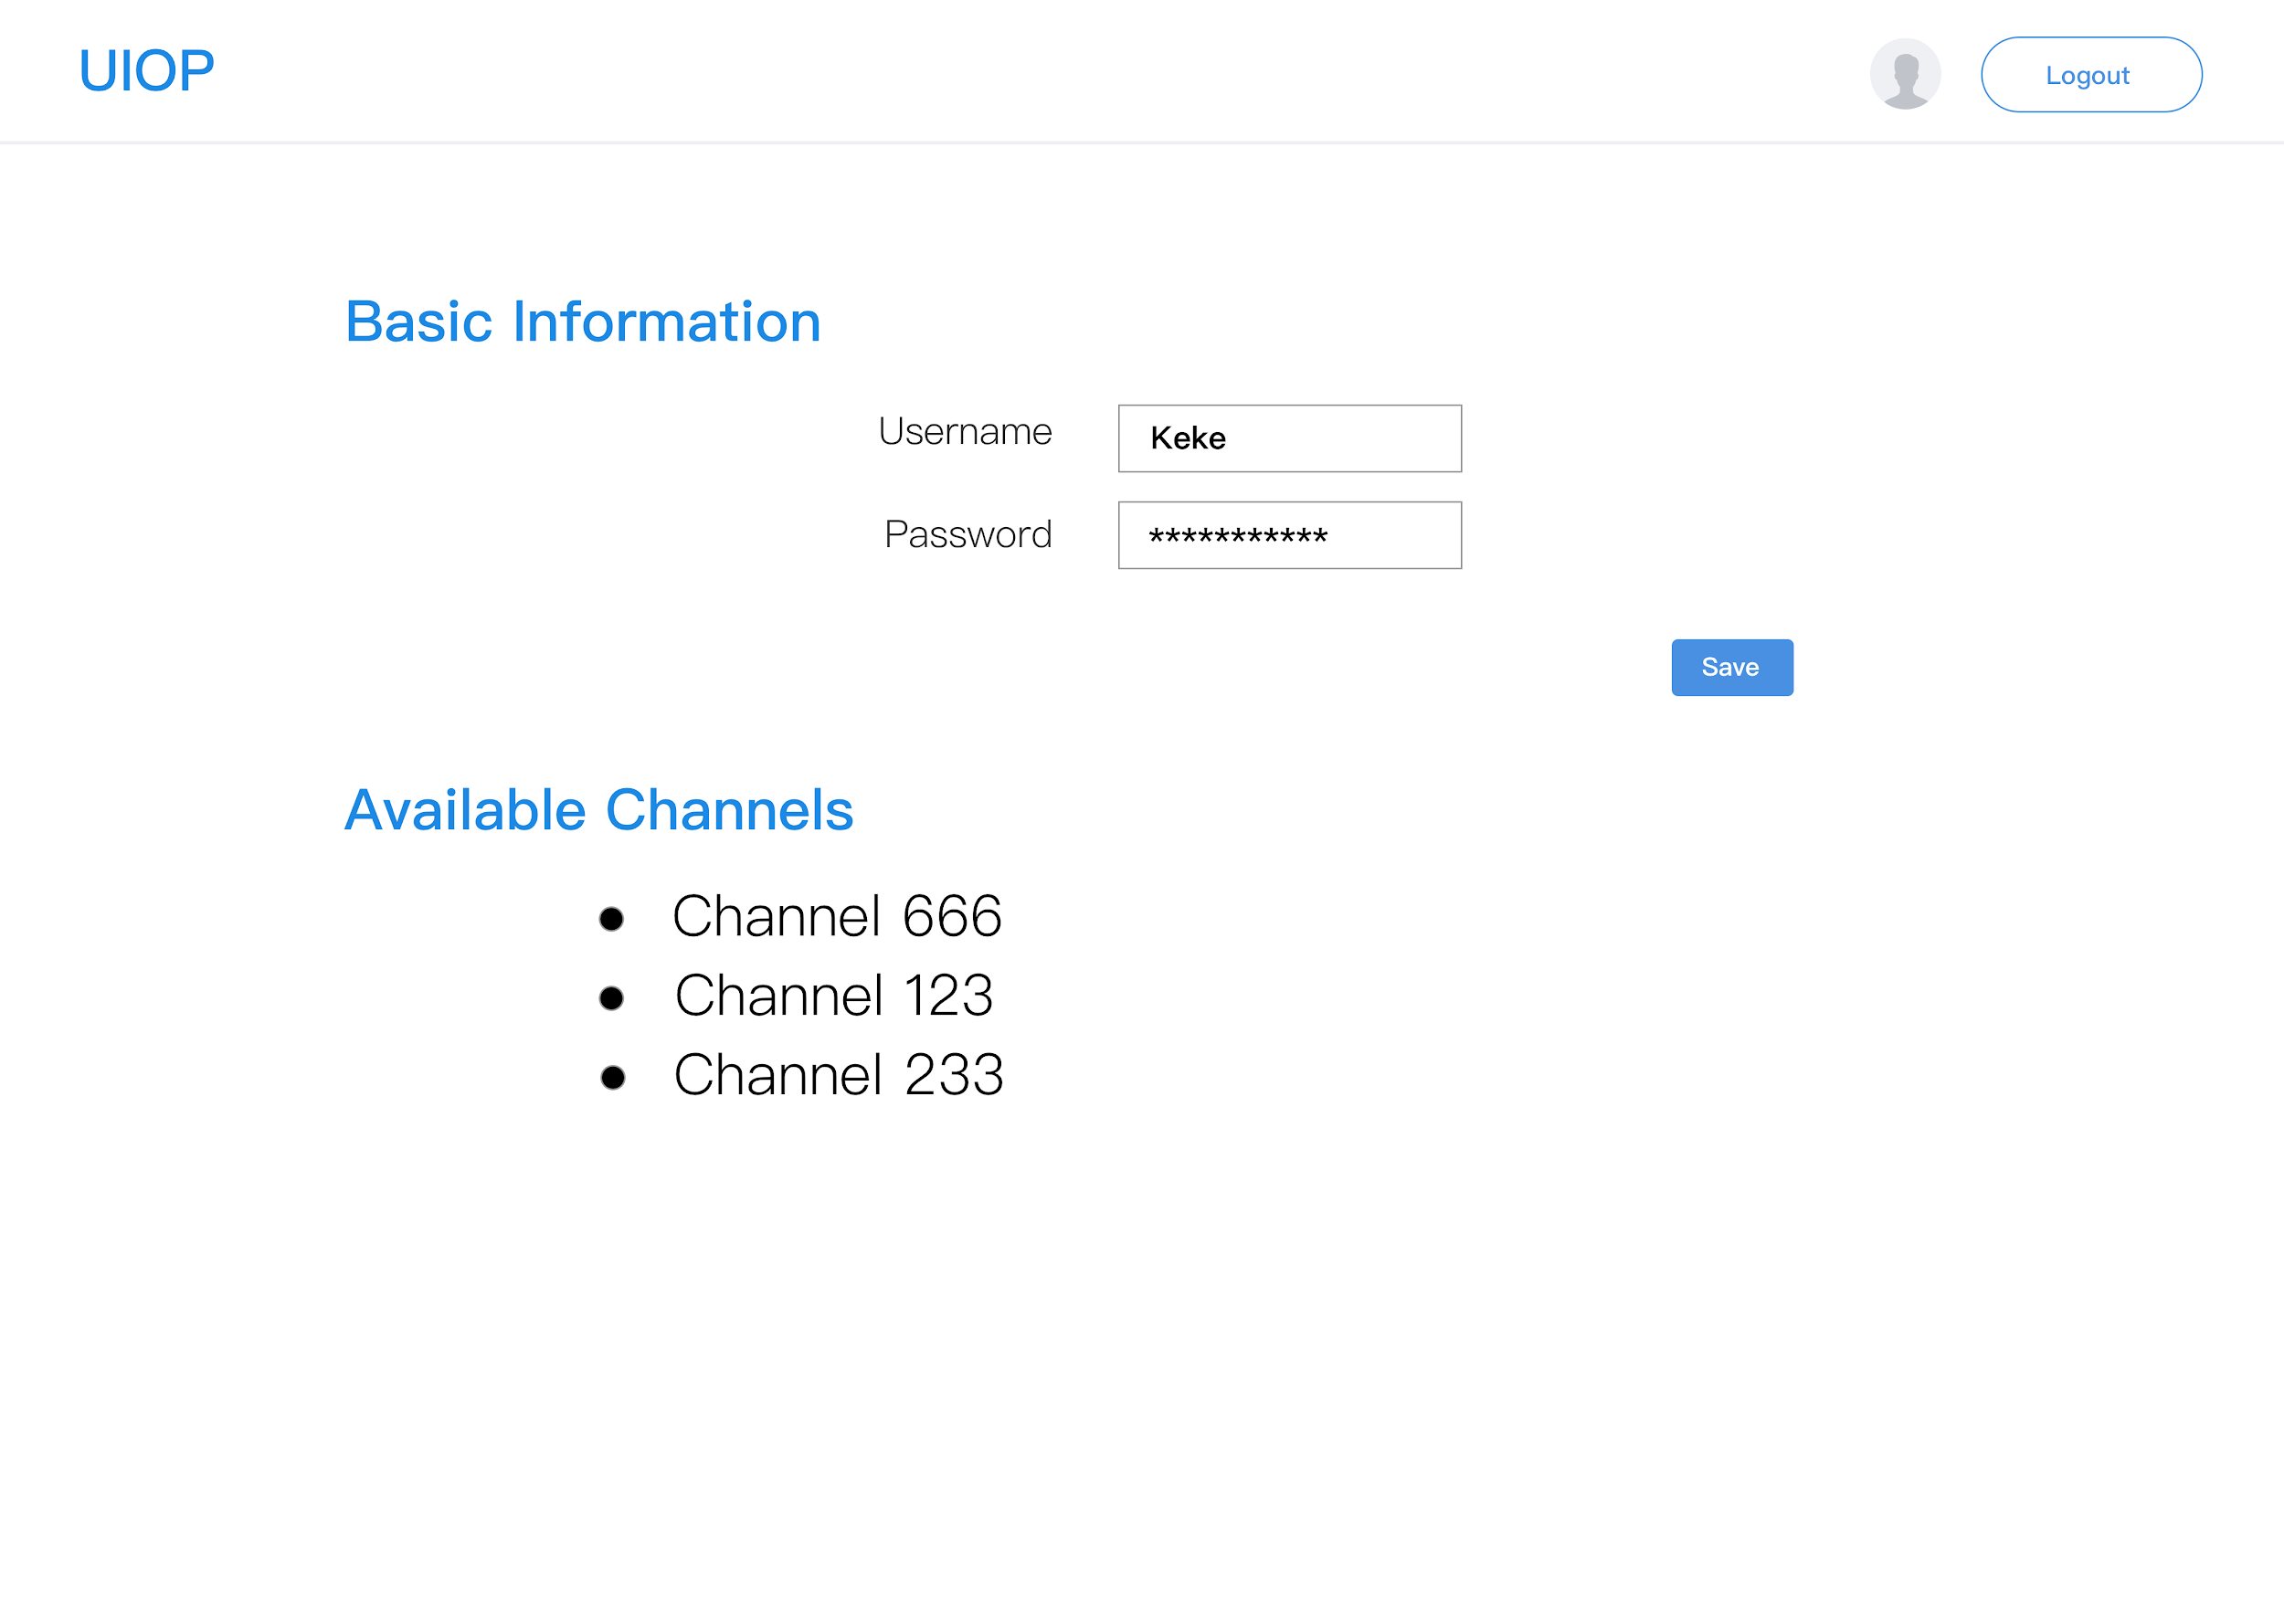 UIOP
Logout
Basic Information
Username
Keke
Password
***********
Save
Available Channels
Channel 666
Channel 123
Channel 233